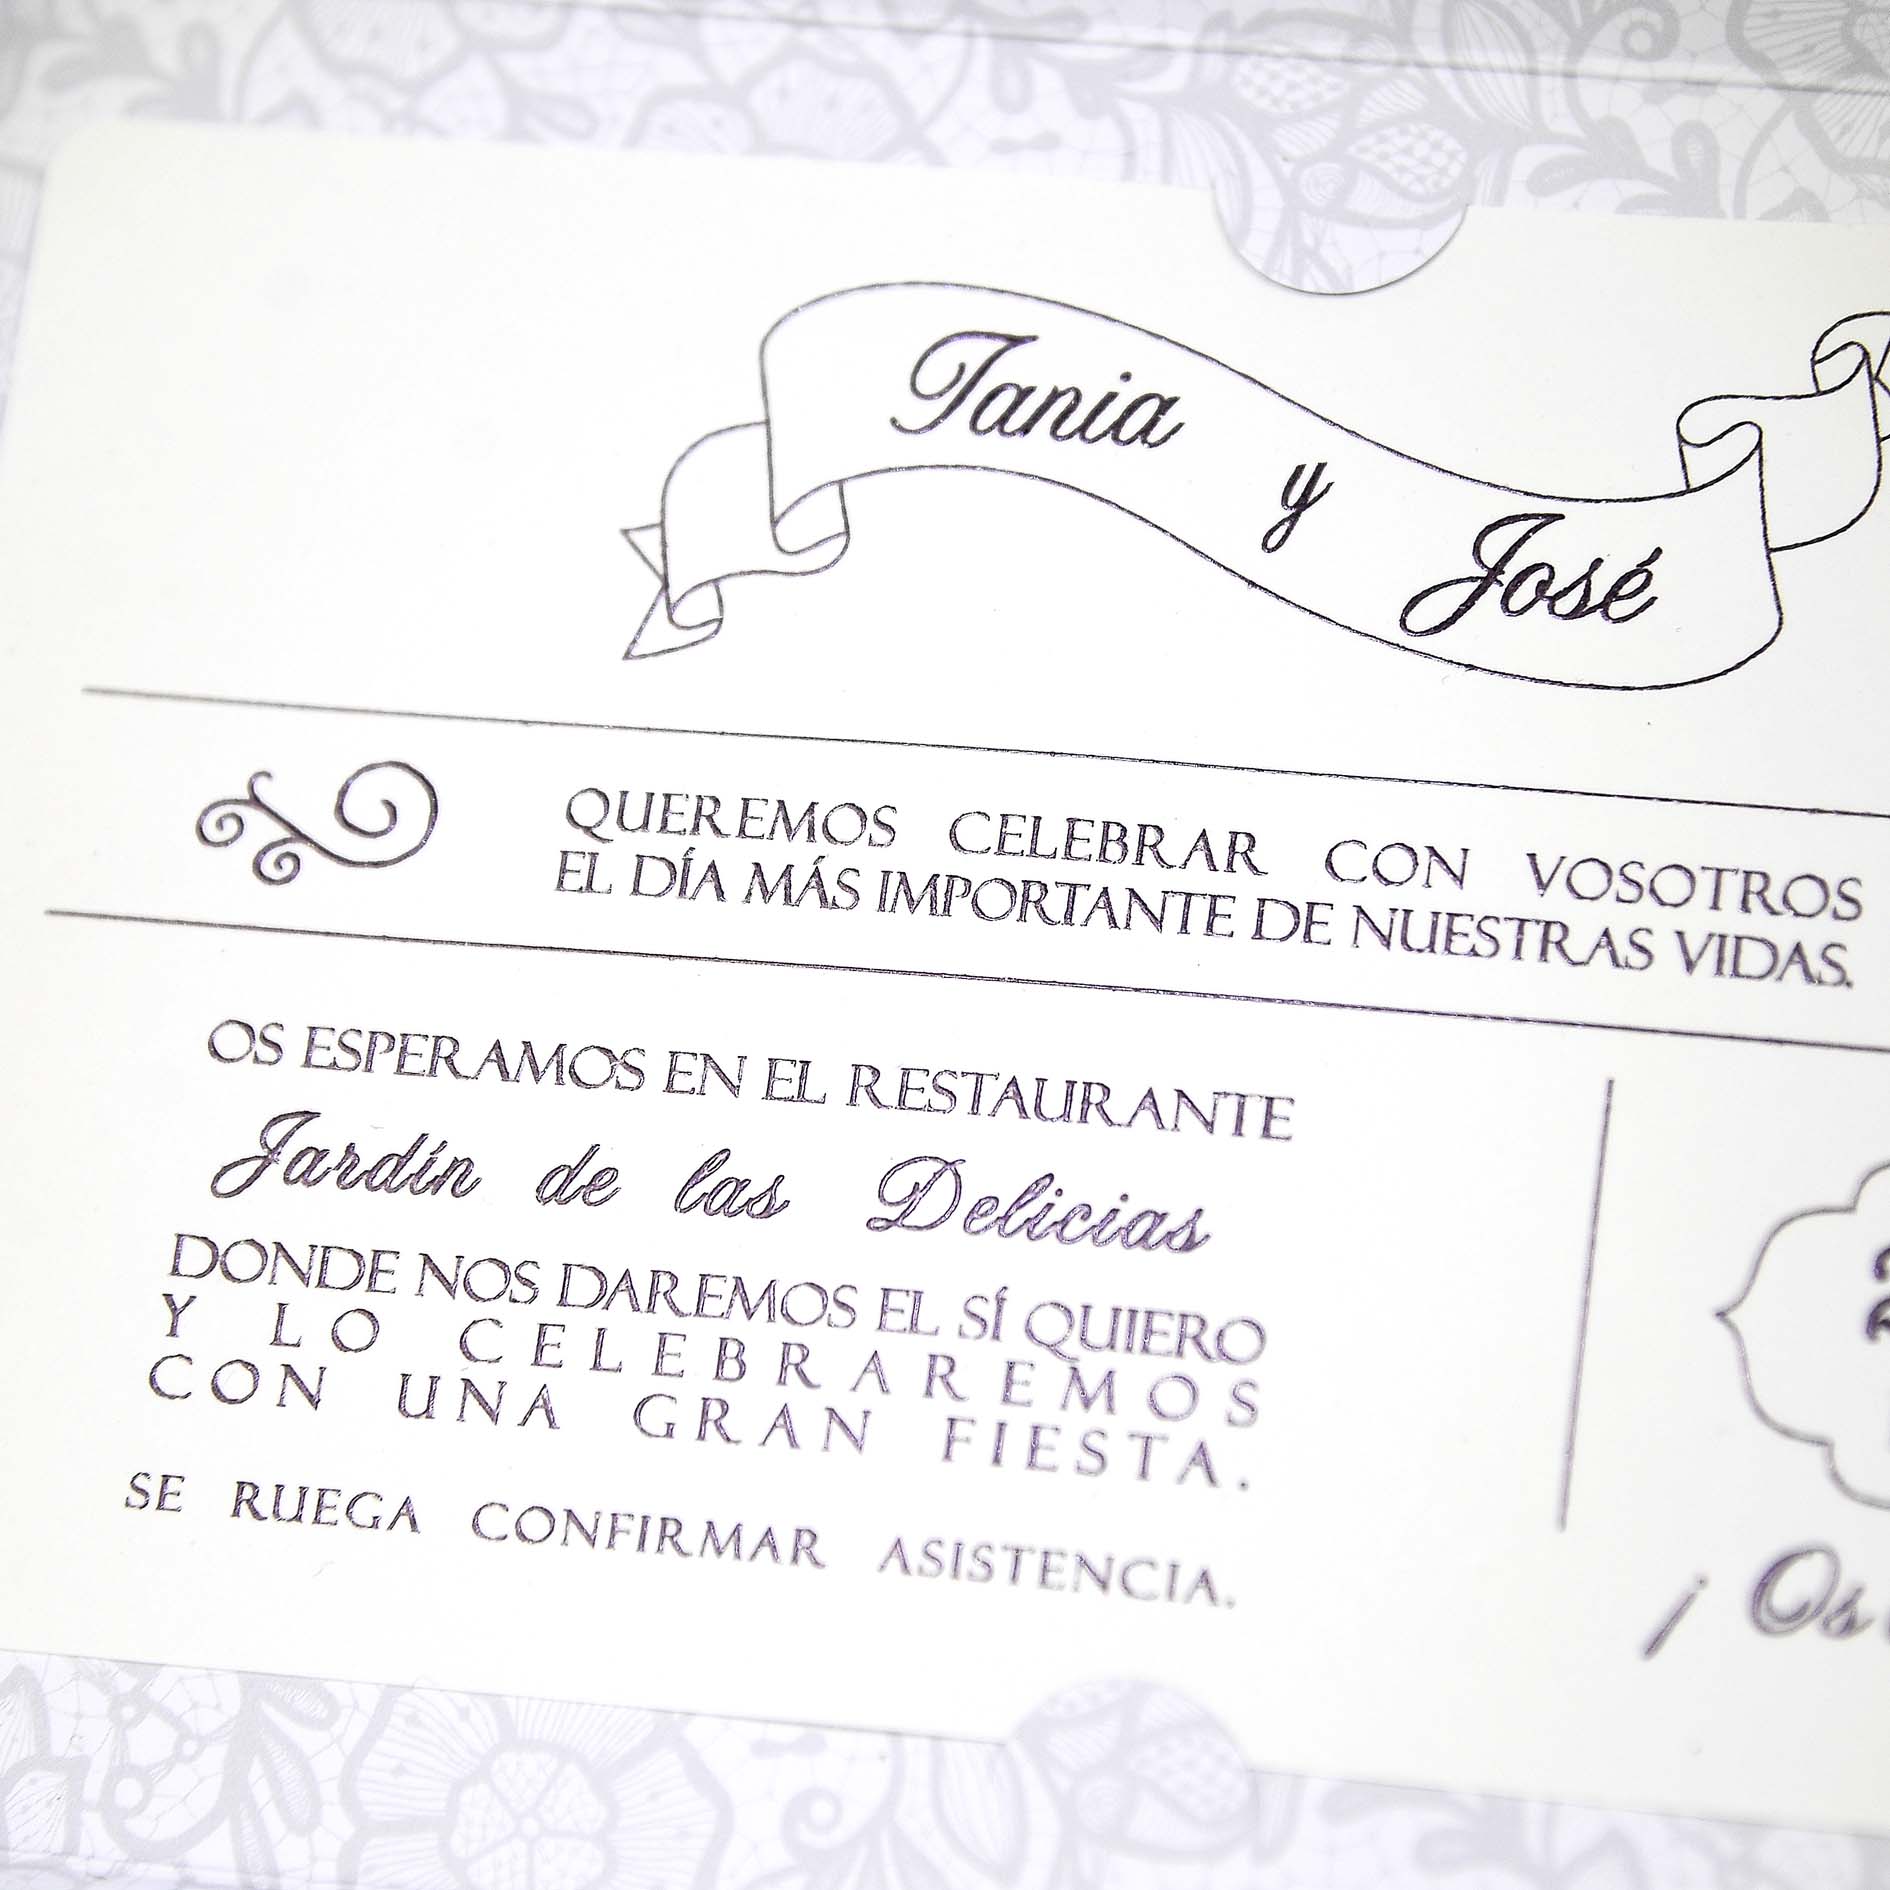 Tania
y
José
QUEREMOS CELEBRAR CON VOSOTROS
EL DÍA MÁS IMPORTANTE DE NUESTRAS VIDAS.
OS ESPERAMOS EN EL RESTAURANTE
Jardín de las Delicias
DONDE NOS DAREMOS EL SÍ QUIERO
Y LO CELEBRAREMOS
CON UNA GRAN FIESTA.
SE RUEGA CONFIRMAR ASISTENCIA.
¡Os